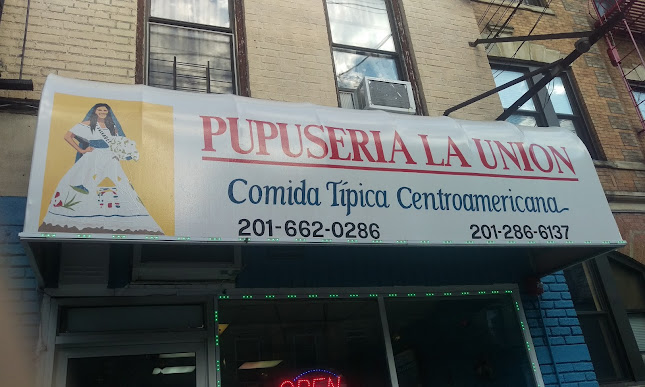 PUPUSERIA LA UNION
Comida Típica Centroamericana
201-662-0286 201-286-6137
OPEN